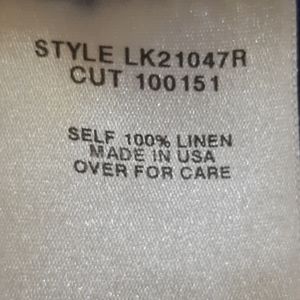 STYLE LK21047R
CUT 100151
SELF 100% LINEN
MADE IN USA
OVER FOR CARE